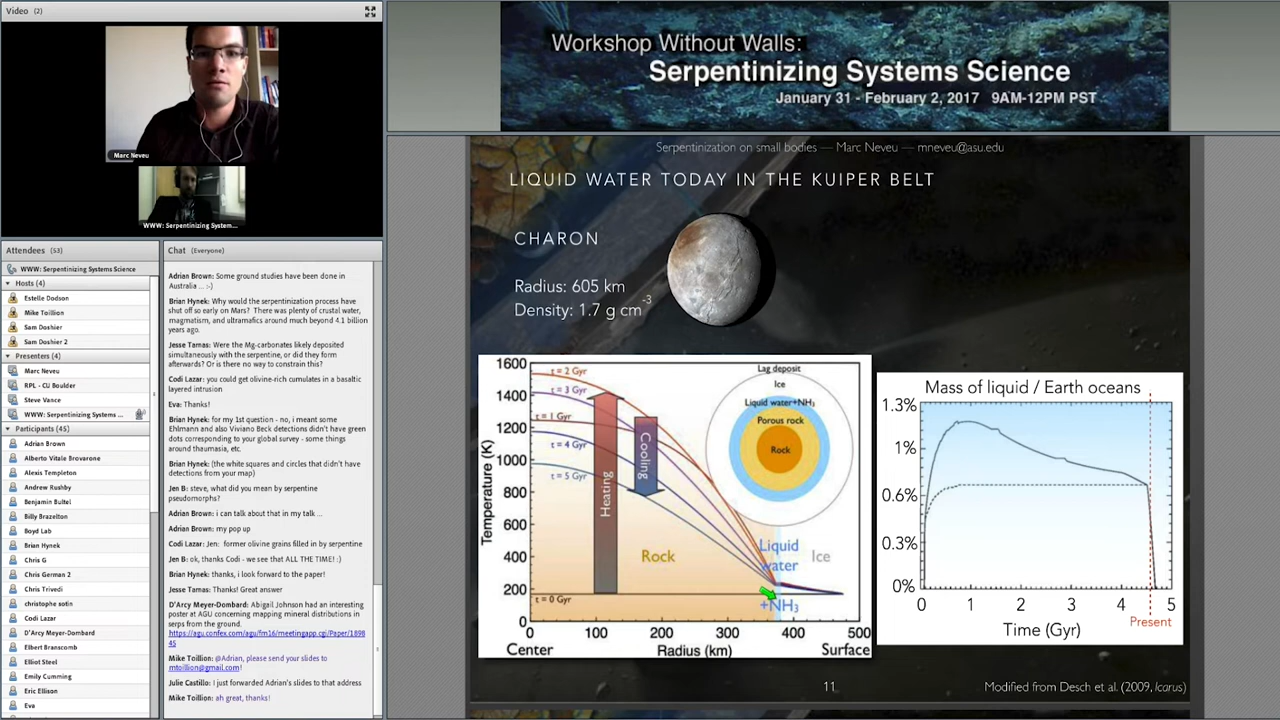 Video (2)
Marc Neveu
WWW: Serpentinizing System...
Attendees (53)
WWW: Serpentinizing Systems Science
Hosts (4)
Estelle Dodson
Mike Toillion
Sam Doshier
Sam Doshier 2
Presenters (4)
Marc Neveu
RPL - CU Boulder
Steve Vance
WWW: Serpentinizing Systems ...
Participants (45)
Adrian Brown
Alberto Vitale Brovarone
Alexis Templeton
Andrew Rushby
Benjamin Bultel
Billy Brazelton
Boyd Lab
Brian Hynek
Chris G
Chris German 2
Chris Trivedi
christophe sotin
Codi Lazar
D'Arcy Meyer-Dombard
Elbert Branscomb
Elliot Steel
Emily Cumming
Eric Ellison
Eva
Chat (Everyone)
Adrian Brown: Some ground studies have been done in
Australia ... :-)
Brian Hynek: Why would the serpentinization process have
shut off so early on Mars? There was plenty of crustal water,
magmatism, and ultramafics around much beyond 4.1 billion
years ago.
Jesse Tarnas: Were the Mg-carbonates likely deposited
simultaneously with the serpentine, or did they form
afterwards? Or is there no way to constrain this?
Codi Lazar: you could get olivine-rich cumulates in a basaltic
layered intrusion
Eva: Thanks!
Brian Hynek: for my 1st question - no, i meant some
Ehlmann and also Viviano Beck detections didn't have green
dots corresponding to your global survey - some things
around thaumasia, etc.
Brian Hynek: (the white squares and circles that didn't have
detections from your map)
Jen B: steve, what did you mean by serpentine
pseudomorphs?
Adrian Brown: i can talk about that in my talk ...
Adrian Brown: my pop up
Codi Lazar: Jen: former olivine grains filled in by serpentine
Jen B: ok, thanks Codi - we see that ALL THE TIME! :)
Brian Hynek: thanks, i look forward to the paper!
Jesse Tarnas: Thanks! Great answer
D'Arcy Meyer-Dombard: Abigail Johnson had an interesting
poster at AGU concerning mapping mineral distributions in
serps from the ground.
https://agu.confex.com/agu/fm16/meetingapp.cgi/Paper/1898
45
Mike Toillion: @Adrian, please send your slides to
mtoillion@gmail.com!
Julie Castillo: I just forwarded Adrian's slides to that address
Mike Toillion: ah great, thanks!
Workshop Without Walls:
Serpentinizing Systems Science
January 31 - February 2, 2017 9AM-12PM PST
Serpentinization on small bodies — Marc Neveu — mneveu@asu.edu
LIQUID WATER TODAY IN THE KUIPER BELT
CHARON
Radius: 605 km
Density: 1.7 g cm-3
Temperature (K)
1600
1400
1200
1000
800
600
400
200
0
τ = 2 Gyr
τ = 3 Gyr
τ = 1 Gyr
τ = 4 Gyr
τ = 5 Gyr
τ = 0 Gyr
Heating
Cooling
Lag deposit
Ice
Liquid water+NH3
Porous rock
Rock
Rock
Liquid
water
+NH3
Ice
0 100 200 300 400 500
Center Radius (km) Surface
Mass of liquid / Earth oceans
1.3%
1%
0.6%
0.3%
0%
0 1 2 3 4 5
Present
Time (Gyr)
11
Modified from Desch et al. (2009, Icarus)